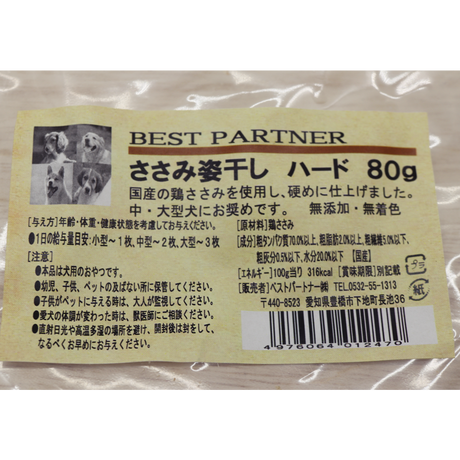 BEST PARTNER
ささみ姿干し ハード 80g
国産の鶏ささみを使用し、硬めに仕上げました。
中・大型犬にお奨めです。 無添加・無着色
[与え方]年齢・体重・健康状態を考慮してお与えください。
●1日の給与量目安:小型~1枚、中型~2枚、大型~3枚
[注意]
●本品は犬用のおやつです。
●幼児、子供、ペットの及ばない所に保管してください。
●子供がペットに与える時は、大人が監視してください。
●愛犬の体調が変わった時は、獣医師にご相談ください。
●直射日光や高温多湿の場所を避け、開封後は封をして、
なるべくお早めにお与えください。
[原材料]鶏ささみ
[成分]粗タンパク質70.0%以上、粗脂肪2.0%以上、粗繊維5.0%以下、
粗灰分0.5%以下、水分20.0%以下 [国産]
[エネルギー]100g当り 316kcal [賞味期限]別記載
[販売者]ベストパートナー㈱ TEL.0532-55-1313
〒440-8523 愛知県豊橋市下地町長池36
プラ
紙
4976064012470